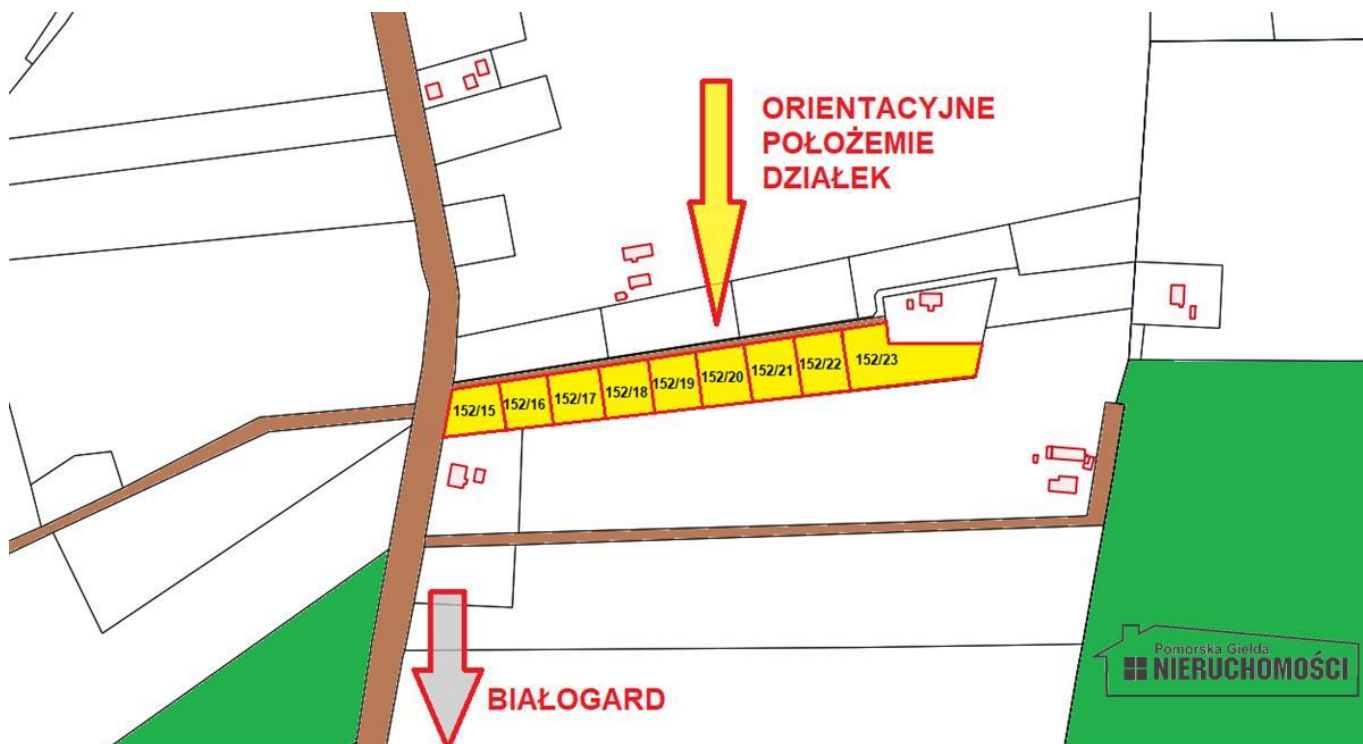 ORIENTACYJNE
POŁOŻEMIE
DZIAŁEK
152/15
152/16
152/17
152/18
152/19
152/20
152/21
152/22
152/23
BIAŁOGARD
Pomorska Giełda
NIERUCHOMOŚCI